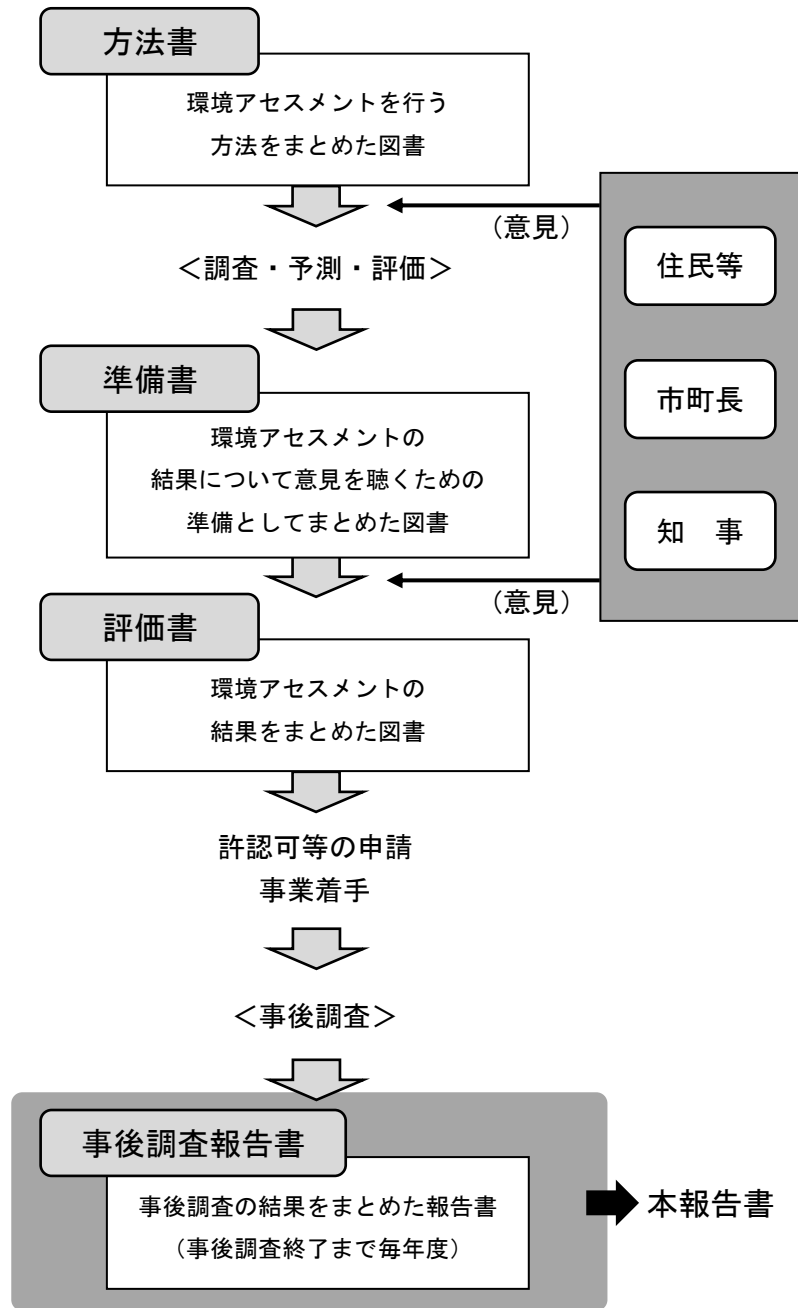 方法書
環境アセスメントを行う
方法をまとめた図書
(意見)
＜調査・予測・評価＞
住民等
市町長
知　事
準備書
環境アセスメントの
結果について意見を聴くための
準備としてまとめた図書
(意見)
評価書
環境アセスメントの
結果をまとめた図書
許認可等の申請
事業着手
＜事後調査＞
事後調査報告書
事後調査の結果をまとめた報告書
（事後調査終了まで毎年度）
本報告書